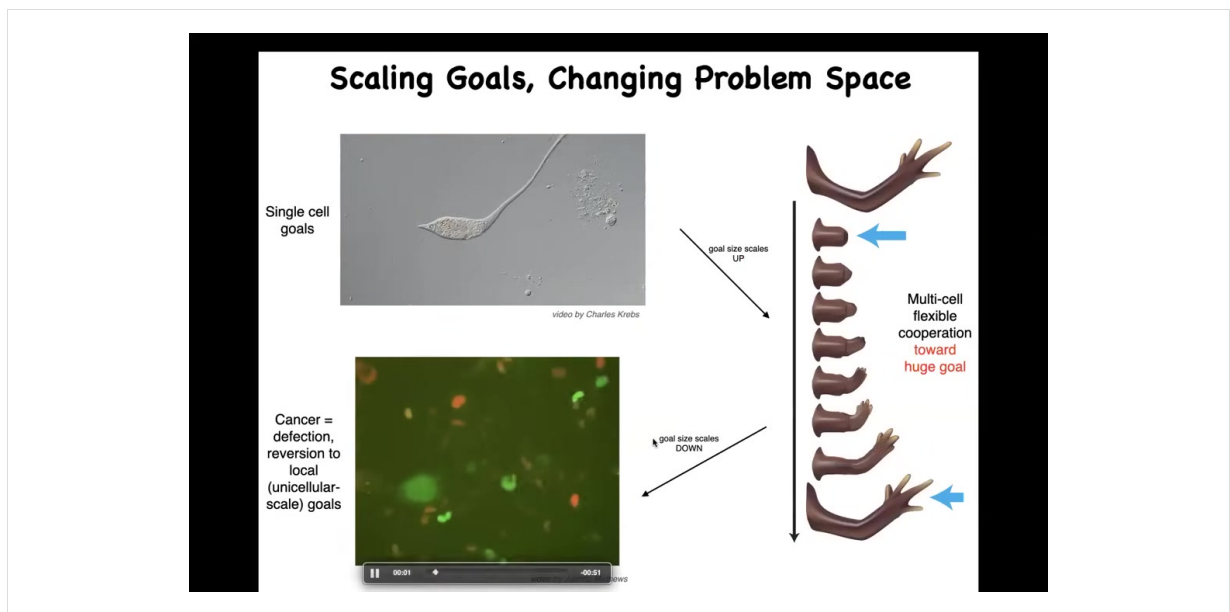 Scaling Goals, Changing Problem Space
Single cell
goals
video by Charles Krebs
goal size scales
UP
Multi-cell
flexible
cooperation
toward
huge goal
Cancer =
defection,
reversion to
local
(unicellular-
scale) goals
goal size scales
DOWN
00:01
-00:51
video by